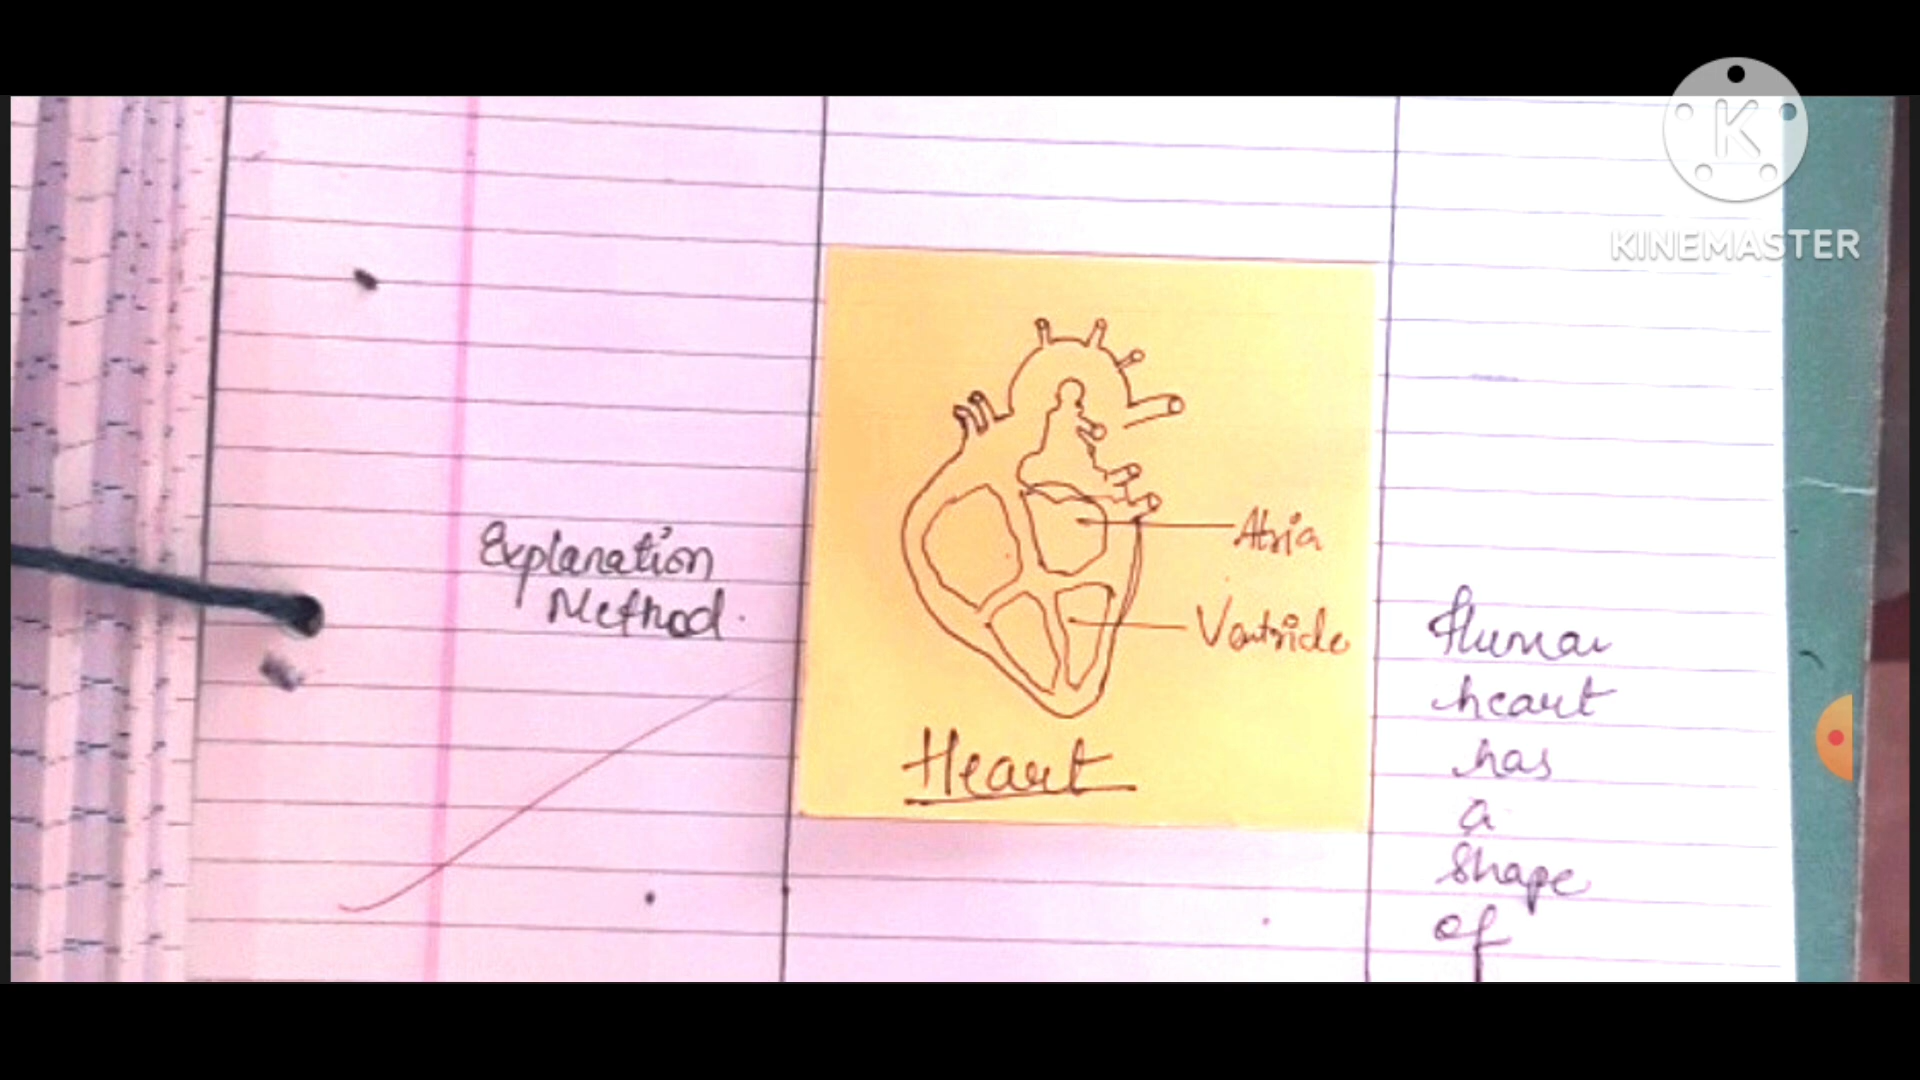 KINEMASTER
Explanation
Method.
Atria
Ventricle
Heart
Human
heart
has
a
shape
of